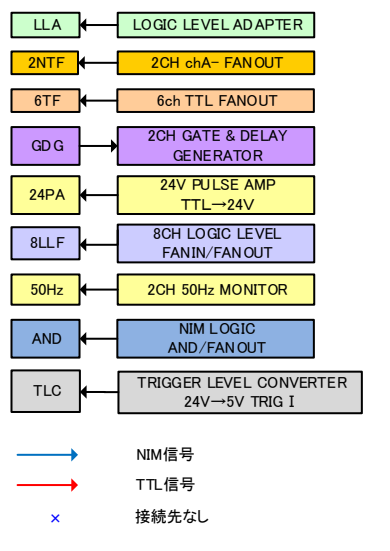 LLA
LOGIC LEVEL ADAPTER
2NTF
2CH chA- FANOUT
6TF
6ch TTL FANOUT
GDG
2CH GATE & DELAY
GENERATOR
24PA
24V PULSE AMP
TTL→24V
8LLF
8CH LOGIC LEVEL
FANIN/FANOUT
50Hz
2CH 50Hz MONITOR
AND
NIM LOGIC
AND/FANOUT
TLC
TRIGGER LEVEL CONVERTER
24V→5V TRIG I
NIM信号
TTL信号
× 接続先なし